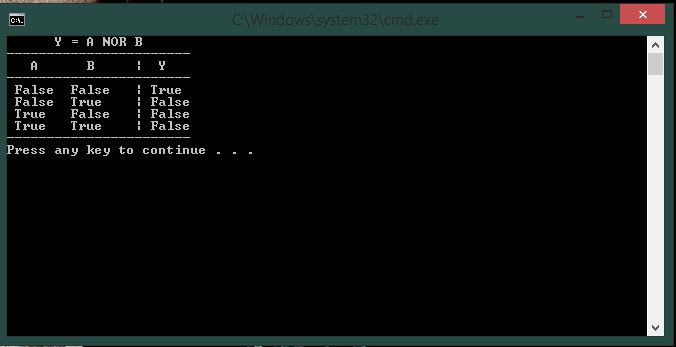 C:\Windows\system32\cmd.exe
Y = A NOR B
-----------------------
A B ¦ Y
-----------------------
False False ¦ True
False True ¦ False
True False ¦ False
True True ¦ False
-----------------------
Press any key to continue . . .